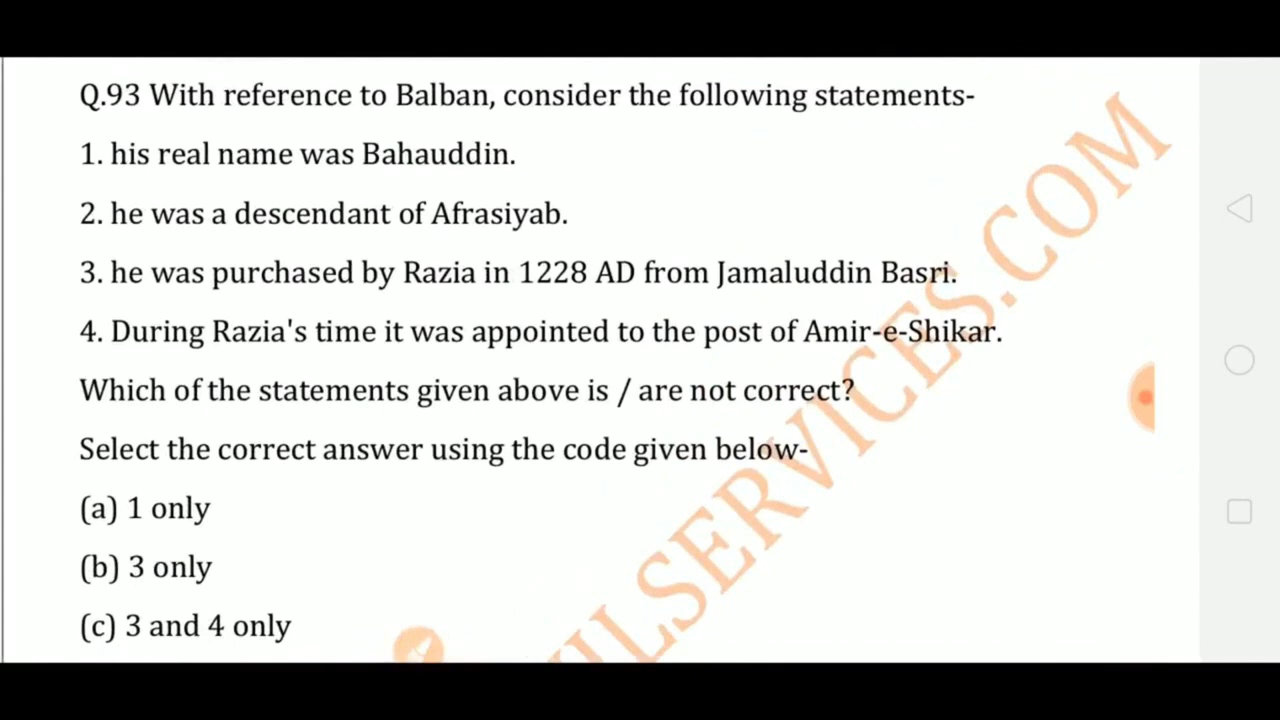 Q.93 With reference to Balban, consider the following statements-
1. his real name was Bahauddin.
2. he was a descendant of Afrasiyab.
3. he was purchased by Razia in 1228 AD from Jamaluddin Basri.
4. During Razia's time it was appointed to the post of Amir-e-Shikar.
Which of the statements given above is / are not correct?
Select the correct answer using the code given below-
(a) 1 only
(b) 3 only
(c) 3 and 4 only
ILSERVICES.COM